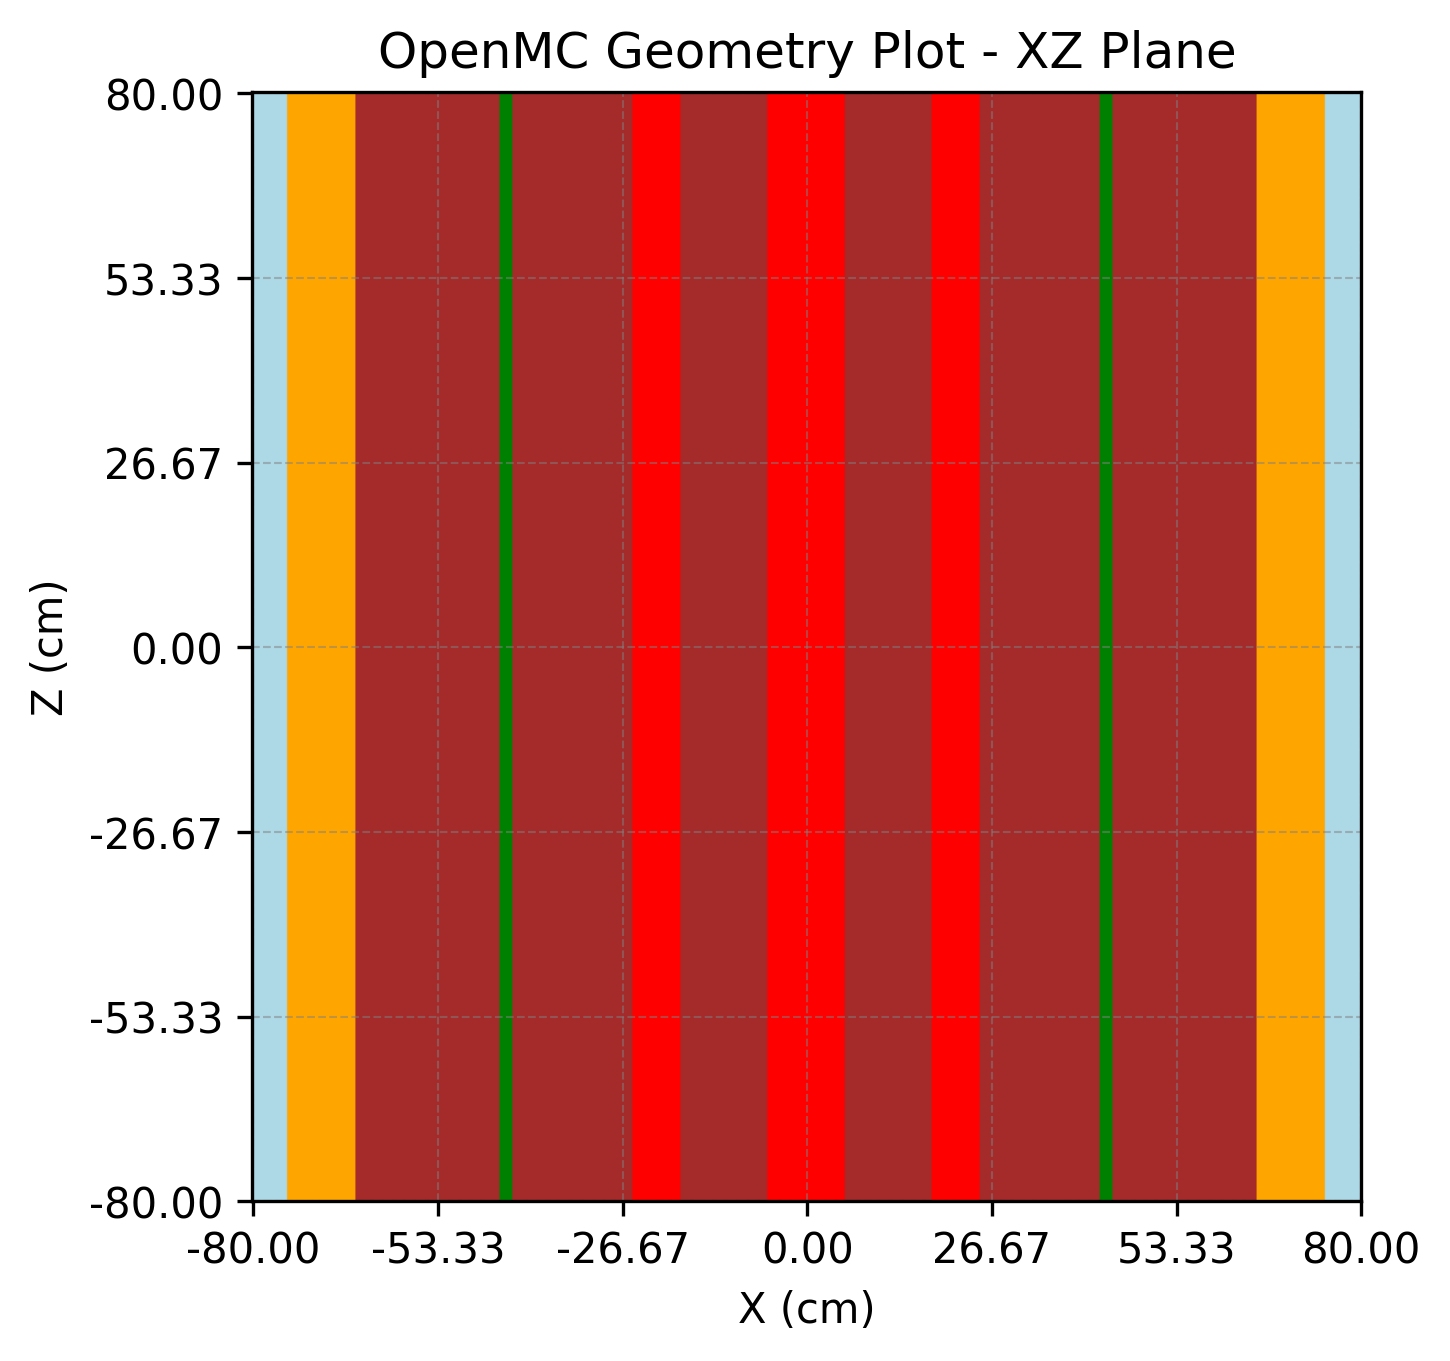 OpenMC Geometry Plot - XZ Plane
80.00
53.33
26.67
0.00
-26.67
-53.33
-80.00
Z (cm)
-80.00 -53.33 -26.67 0.00 26.67 53.33 80.00
X (cm)